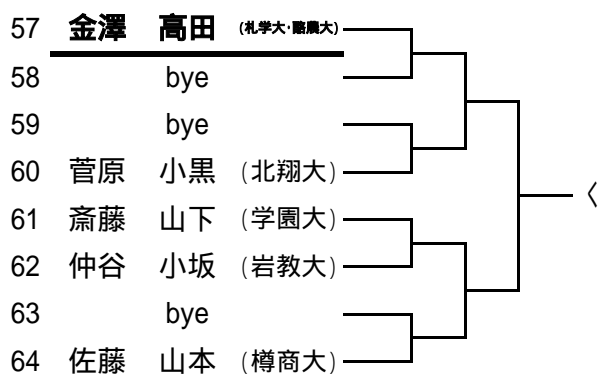 57 金澤 高田 (札学大・酪農大)
58 bye
59 bye
60 菅原 小黒 (北翔大)
61 斎藤 山下 (学園大)
62 仲谷 小坂 (岩教大)
63 bye
64 佐藤 山本 (樽商大)